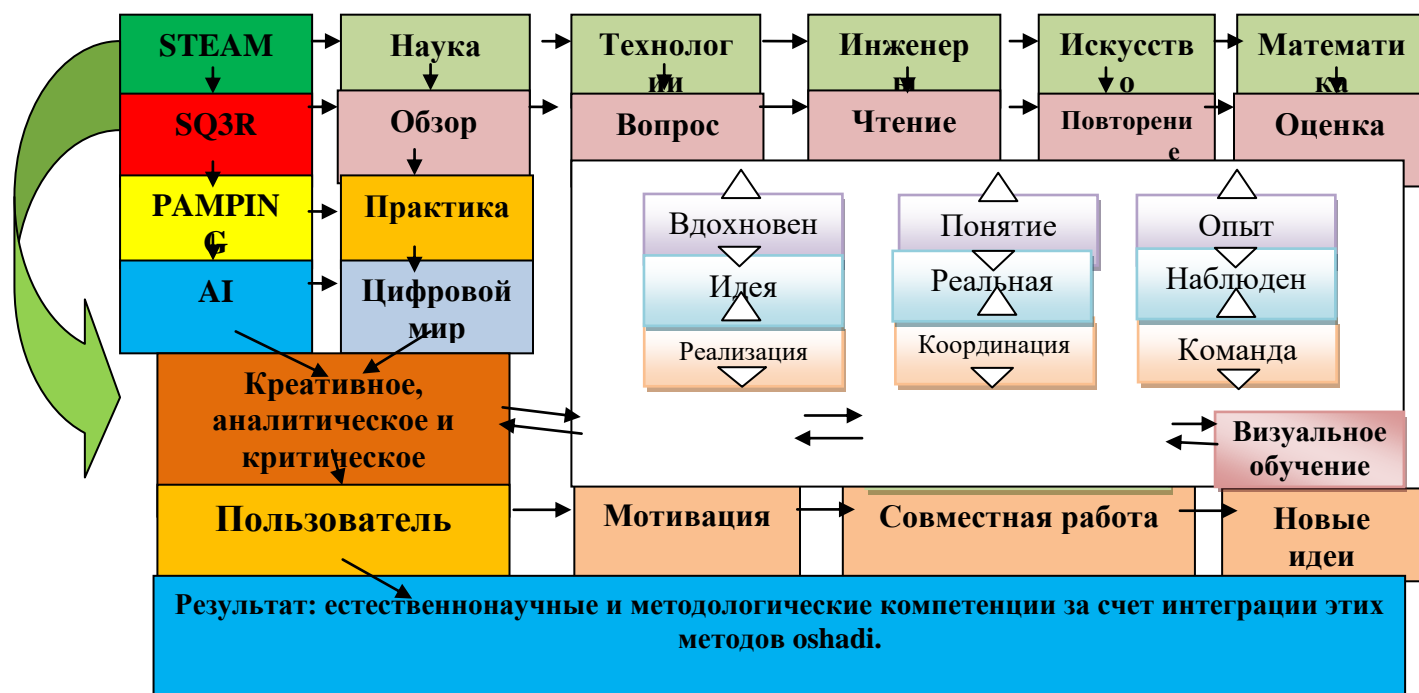 STEAM
Наука
Технолог
ии
Инженер
Искусств
о
Математи
ка
SQ3R
Обзор
Вопрос
Чтение
Повторени
е
Оценка
PAMPIN
G
Практика
AI
Цифровой
мир
Вдохновен
Идея
Реализация
Понятие
Реальная
Координация
Опыт
Наблюден
Команда
Креативное,
аналитическое и
критическое
Визуальное
обучение
Пользователь
Мотивация
Совместная работа
Новые
идеи
Результат: естественнонаучные и методологические компетенции за счет интеграции этих
методов oshadi.